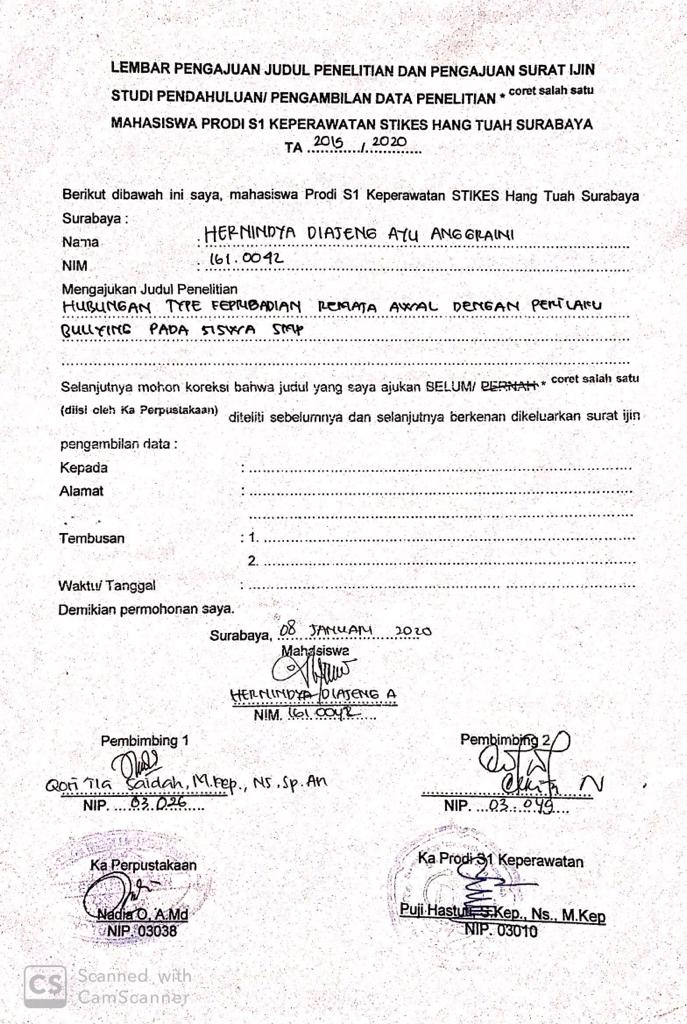 LEMBAR PENGAJUAN JUDUL PENELITIAN DAN PENGAJUAN SURAT IJIN
STUDI PENDAHULUAN/ PENGAMBILAN DATA PENELITIAN * coret salah satu
MAHASISWA PRODI S1 KEPERAWATAN STIKES HANG TUAH SURABAYA
TA 2015 / 2020
Berikut dibawah ini saya, mahasiswa Prodi S1 Keperawatan STIKES Hang Tuah Surabaya
Surabaya :
Nama : HERNINDYA DIAJENG AYU ANGGRAINI
NIM : 161.0042
Mengajukan Judul Penelitian
HUBUNGAN TYPE KEPRIBADIAN REMAJA AWAL DENGAN PERILAKU
BULLYING PADA SISWA SMP
Selanjutnya mohon koreksi bahwa judul yang saya ajukan BELUM/ PERNAH * coret salah satu
(diisi oleh Ka Perpustakaan) diteliti sebelumnya dan selanjutnya berkenan dikeluarkan surat ijin
pengambilan data :
Kepada :
Alamat :
Tembusan : 1.
2.
Waktu/ Tanggal :
Demikian permohonan saya.
Surabaya, 08 JANUARI 2020
Mahasiswa
HERNINDYA DIAJENG A
NIM. 161.0042
Pembimbing 1 Pembimbing 2
Qori Ila Saidah, M.Kep., Ns, Sp.An
NIP. 03.026 NIP. 03.049
Ka Perpustakaan Ka Prodi S1 Keperawatan
Nadia O, A.Md Puji Hastuti, S.Kep., Ns., M.Kep
NIP. 03038 NIP. 03010
CS Scanned with
CamScanner